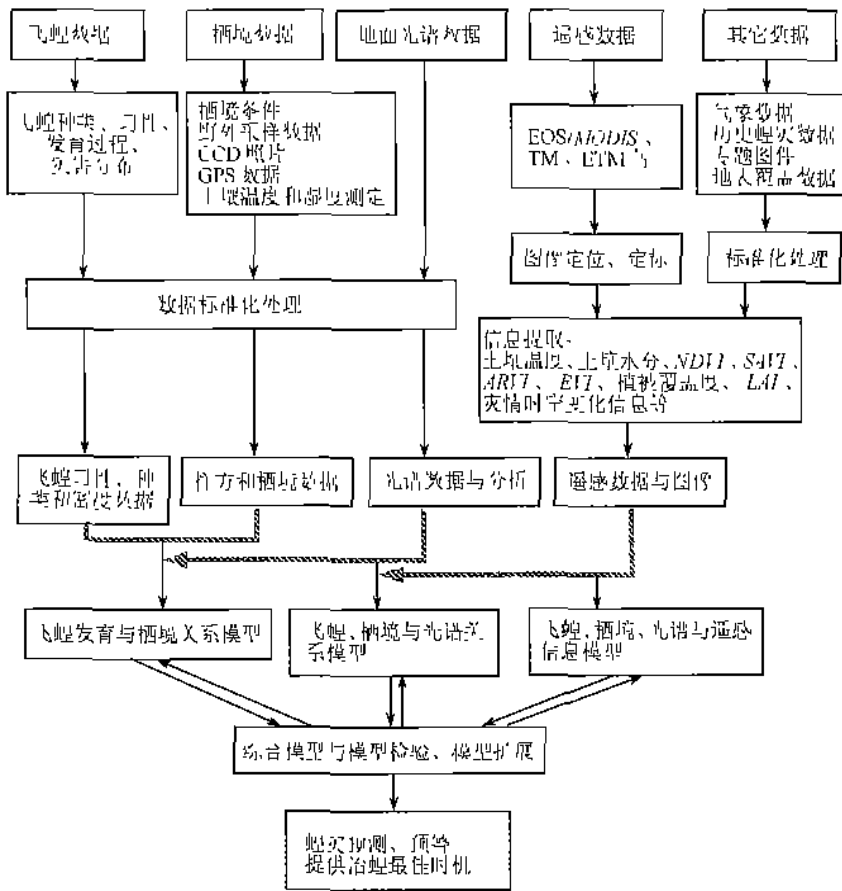 飞蝗数据
栖境数据
地面光谱数据
遥感数据
其它数据
飞蝗种类、习性、
发育过程、
灾害分布
栖境条件
野外采样数据
CCD 照片
GPS 数据
土壤温度和湿度测定
EOS/MODIS、
TM、ETM 等
气象数据
历史蝗灾数据
专题图件
地表覆盖数据
图像定位、定标
标准化处理
数据标准化处理
信息提取:
土壤温度、土壤水分、NDVI、SAVI、
ARVI、EVI、植被覆盖度、LAI、
灾情时空变化信息等
飞蝗习性、种
类和密度数据
样方和栖境数据
光谱数据与分析
遥感数据与图像
飞蝗发育与栖境关系模型
飞蝗、栖境与光谱关
系模型
飞蝗、栖境、光谱与遥感
信息模型
综合模型与模型检验、模型扩展
蝗灾预测、预警
提供治蝗最佳时机